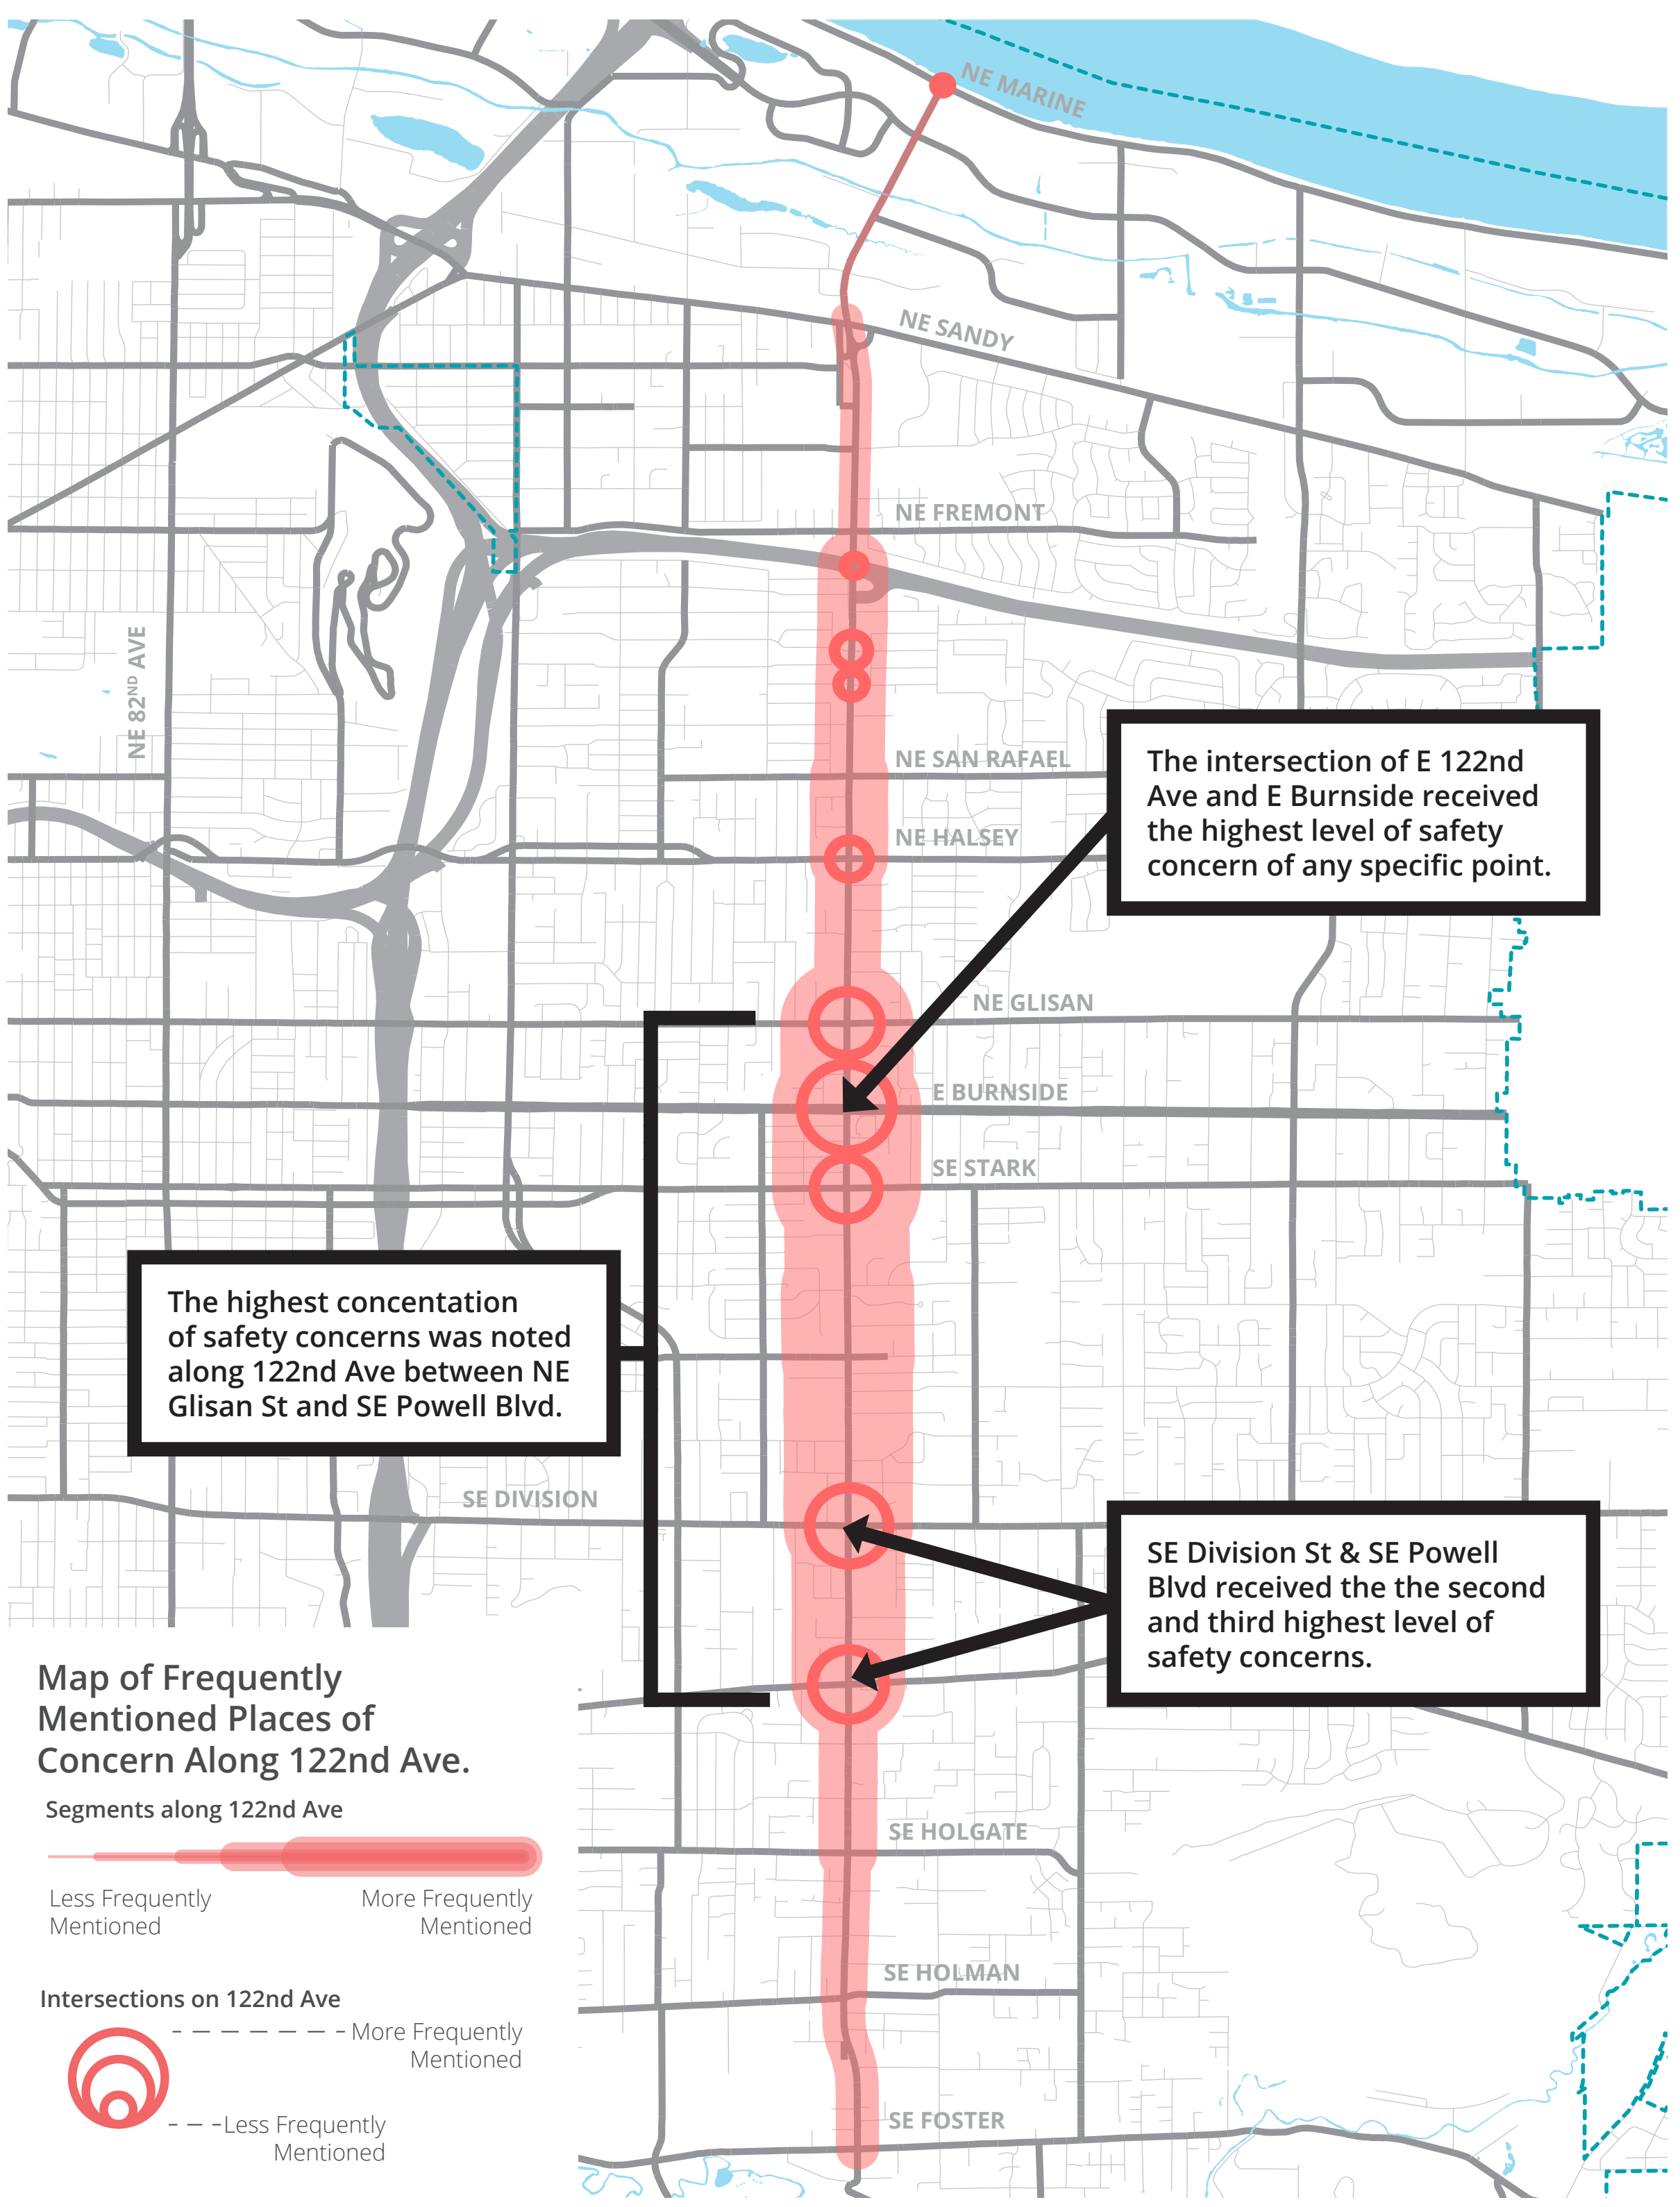 NE MARINE
NE SANDY
NE FREMONT
NE 82ND AVE
NE SAN RAFAEL
The intersection of E 122nd
Ave and E Burnside received
the highest level of safety
concern of any specific point.
NE HALSEY
NE GLISAN
E BURNSIDE
SE STARK
The highest concentation
of safety concerns was noted
along 122nd Ave between NE
Glisan St and SE Powell Blvd.
SE DIVISION
SE Division St & SE Powell
Blvd received the the second
and third highest level of
safety concerns.
Map of Frequently
Mentioned Places of
Concern Along 122nd Ave.
Segments along 122nd Ave
Less Frequently
Mentioned
More Frequently
Mentioned
Intersections on 122nd Ave
More Frequently
Mentioned
Less Frequently
Mentioned
SE HOLGATE
SE HOLMAN
SE FOSTER